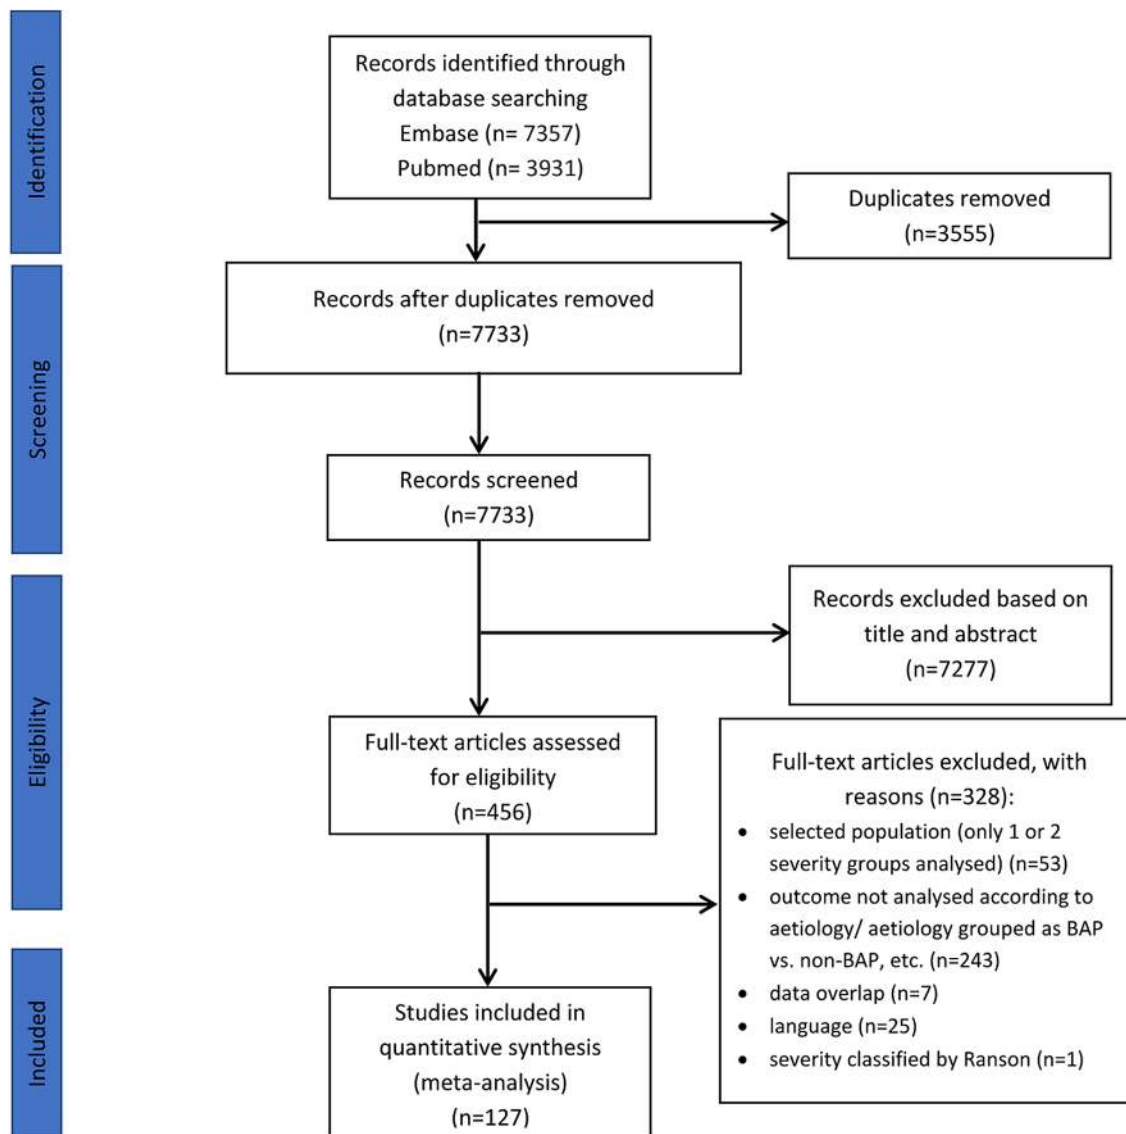 Identification
Records identified through
database searching
Embase (n= 7357)
Pubmed (n= 3931)
Duplicates removed
(n=3555)
Screening
Records after duplicates removed
(n=7733)
Records screened
(n=7733)
Eligibility
Records excluded based on
title and abstract
(n=7277)
Full-text articles assessed
for eligibility
(n=456)
Full-text articles excluded, with
reasons (n=328):
• selected population (only 1 or 2
severity groups analysed) (n=53)
• outcome not analysed according to
aetiology/ aetiology grouped as BAP
vs. non-BAP, etc. (n=243)
• data overlap (n=7)
• language (n=25)
• severity classified by Ranson (n=1)
Included
Studies included in
quantitative synthesis
(meta-analysis)
(n=127)